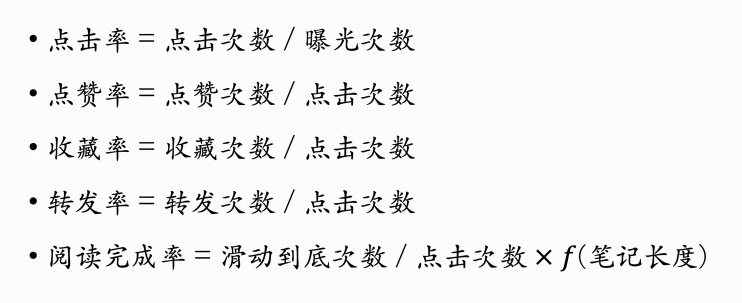 • 点击率 = 点击次数 / 曝光次数
• 点赞率 = 点赞次数 / 点击次数
• 收藏率 = 收藏次数 / 点击次数
• 转发率 = 转发次数 / 点击次数
• 阅读完成率 = 滑动到底次数 / 点击次数 × f(笔记长度)